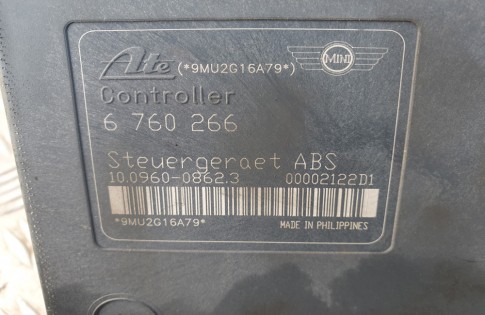 Ate (*9MU2G16A79*) MINI
Controller
6 760 266
Steuergeraet ABS
10.0960-0862.3 00002122D1
*9MU2G16A79* MADE IN PHILIPPINES